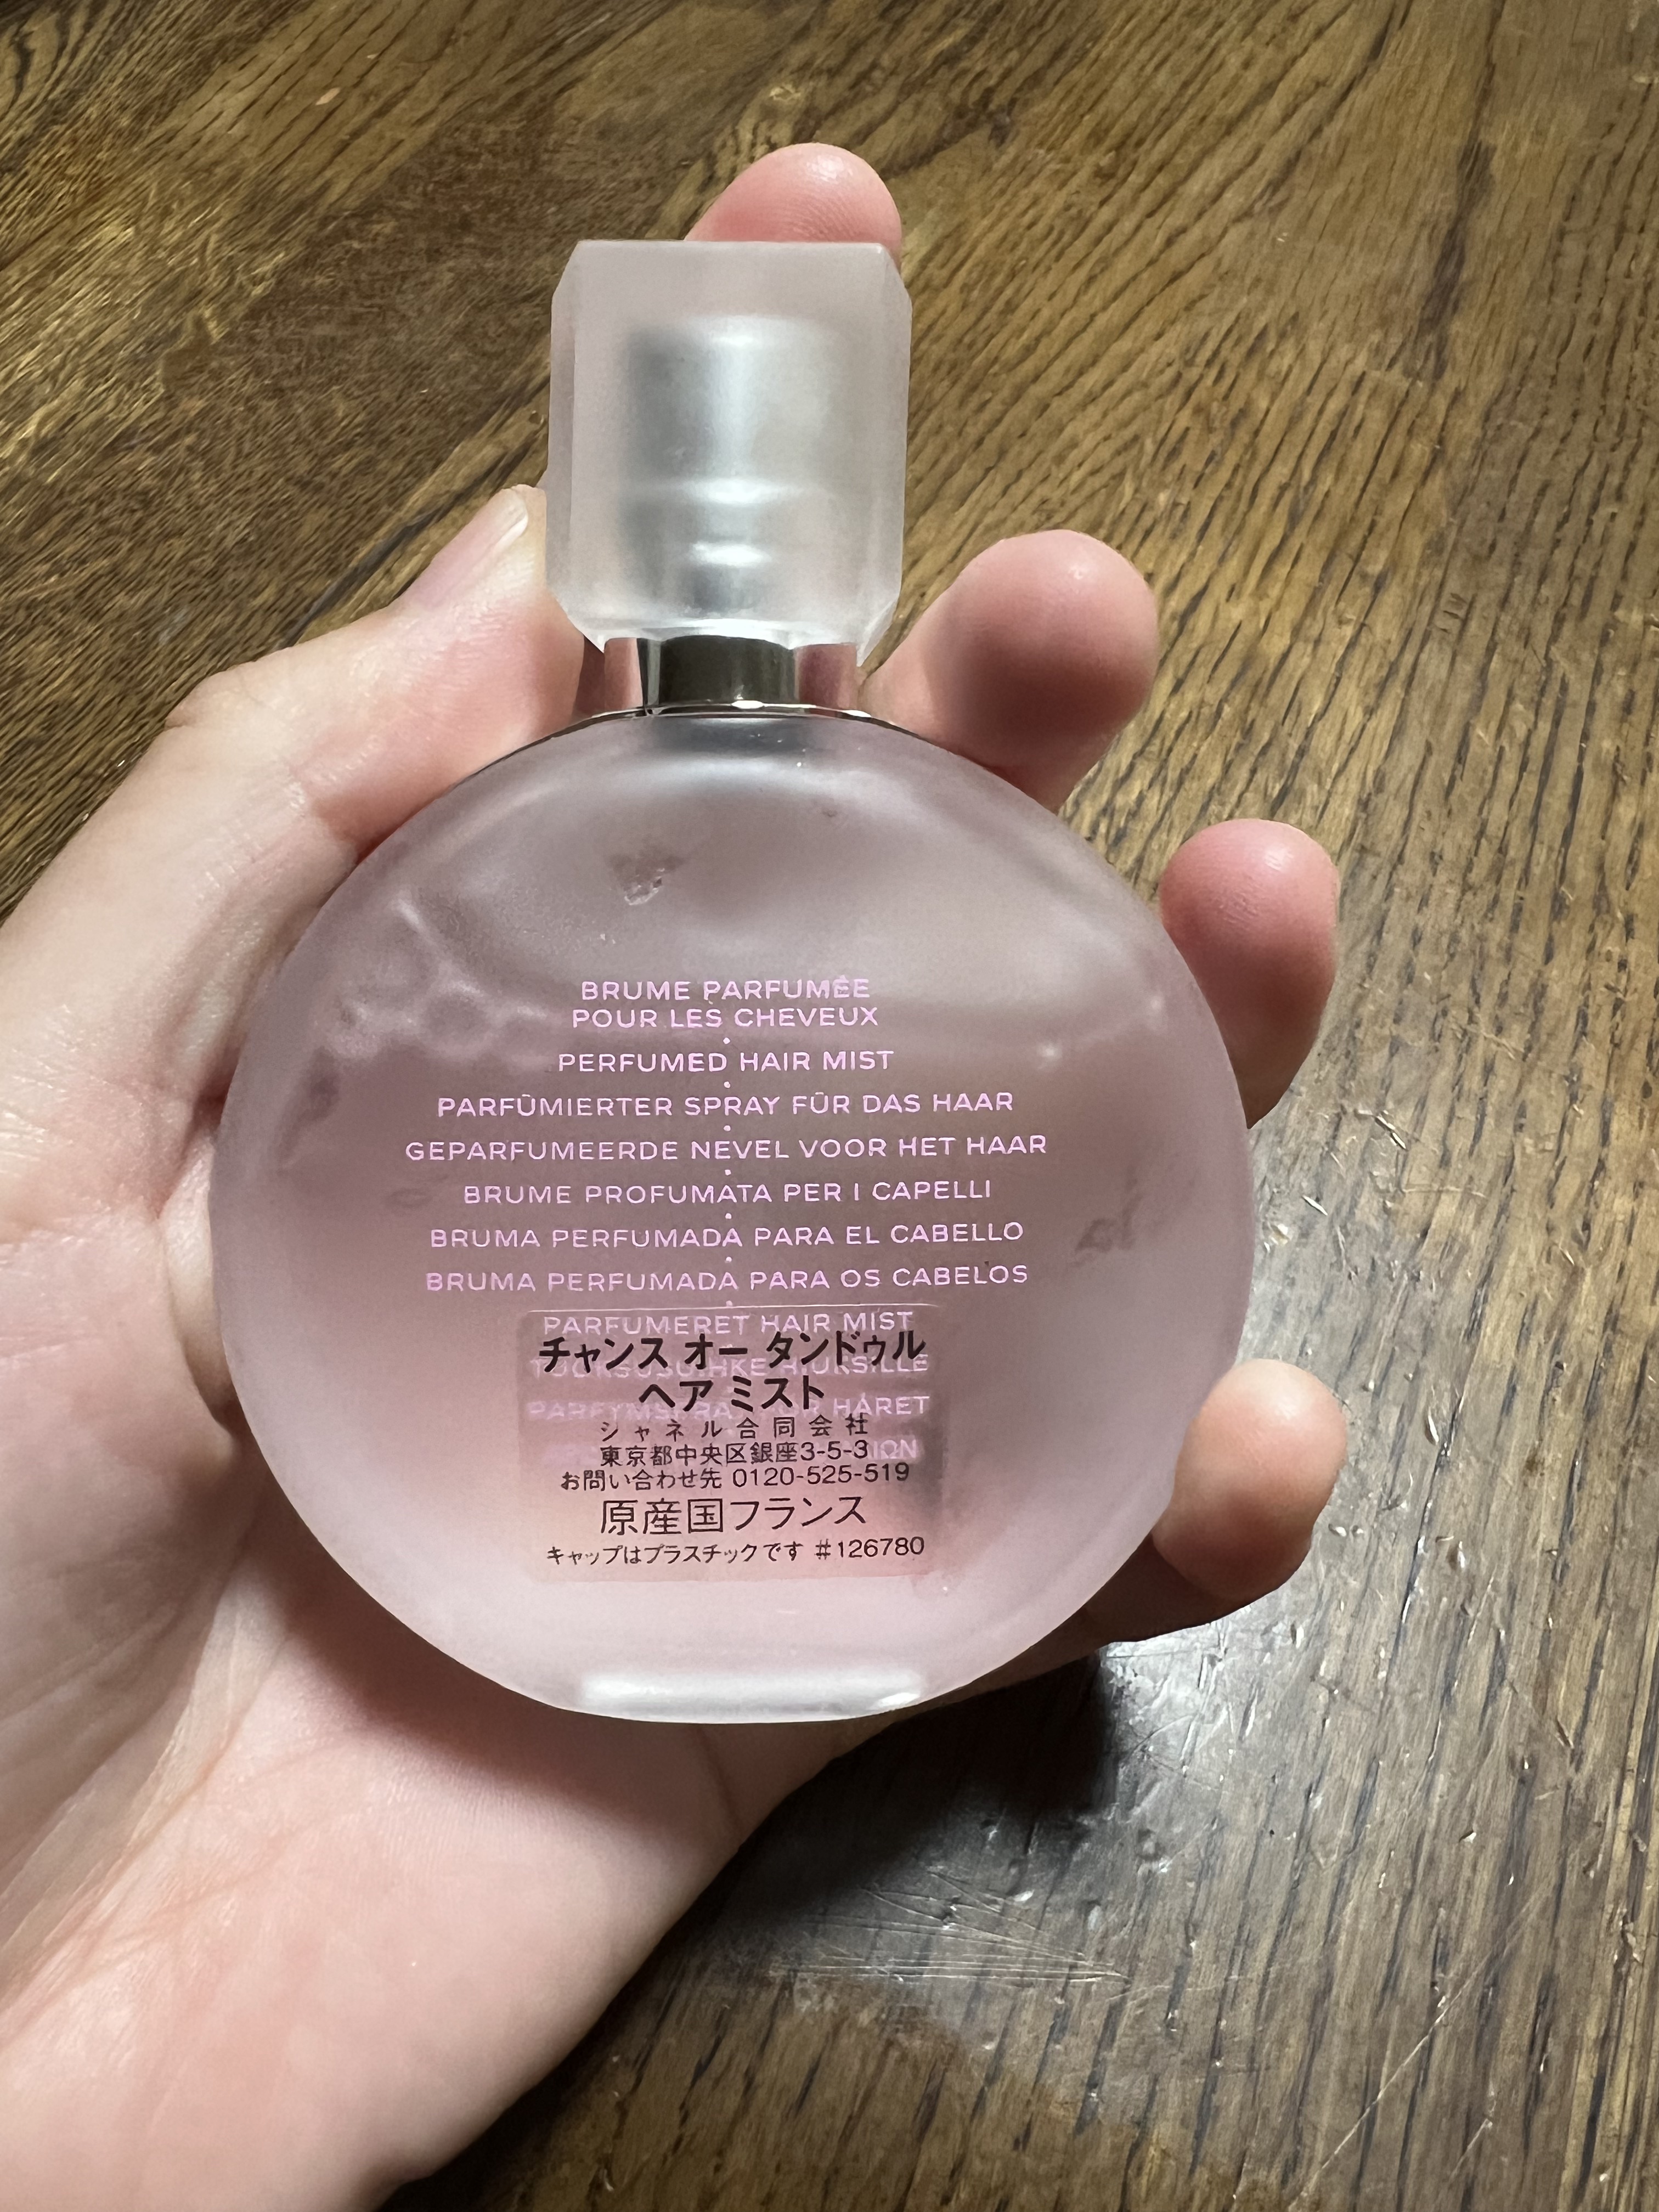 BRUME PARFUMÉE
POUR LES CHEVEUX
PERFUMED HAIR MIST
PARFÜMIERTER SPRAY FÜR DAS HAAR
GEPARFUMEERDE NEVEL VOOR HET HAAR
BRUME PROFUMATA PER I CAPELLI
BRUMA PERFUMADA PARA EL CABELLO
BRUMA PERFUMADA PARA OS CABELOS
PARFUMERET HAIR MIST
チャンス オー タンドゥル
ヘア ミスト
HÅRET
シャネル合同会社
東京都中央区銀座3-5-3
お問い合わせ先 0120-525-519
原産国フランス
キャップはプラスチックです #126780